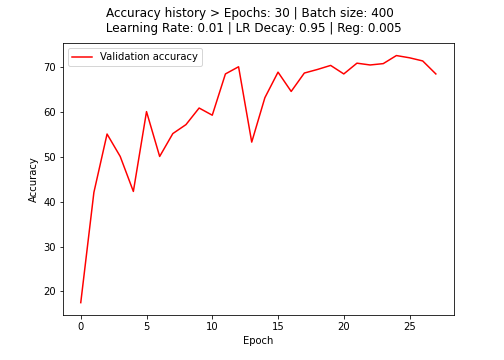 Accuracy history > Epochs: 30 | Batch size: 400
Learning Rate: 0.01 | LR Decay: 0.95 | Reg: 0.005
Validation accuracy
70
60
50
40
30
20
Accuracy
0 5 10 15 20 25
Epoch